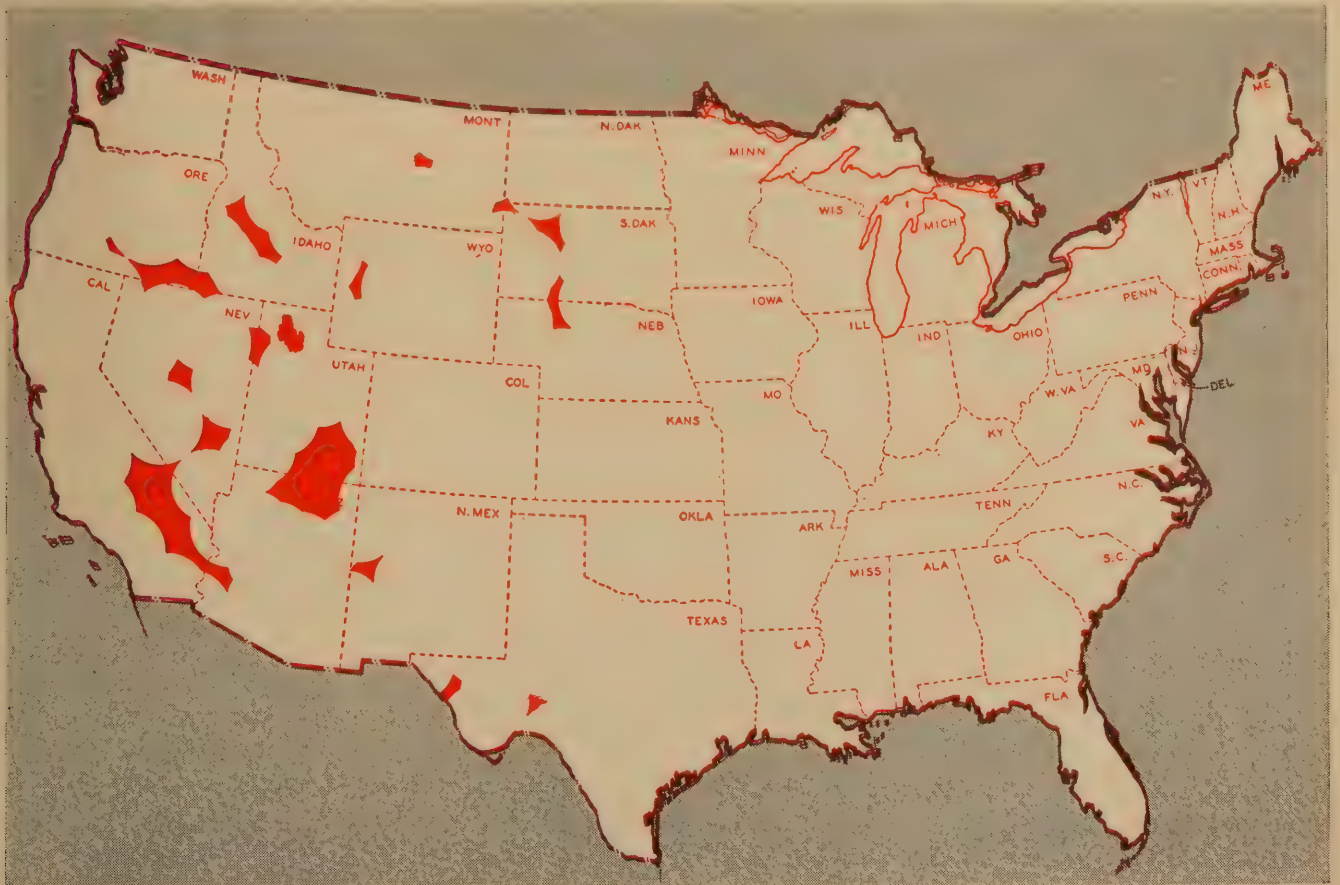 WASH
MONT
N. DAK
MINN
ME
ORE
IDAHO
WYO
S. DAK
WIS
MICH
N.Y.
VT
N.H
MASS
CONN.
CAL
NEV
UTAH
COL
NEB
IOWA
ILL
IND
OHIO
PENN
N.J.
MD
DEL
W. VA
VA
KANS
MO
KY
N. MEX
OKLA
ARK
TENN
N.C.
S.C.
TEXAS
LA
MISS
ALA
GA
FLA